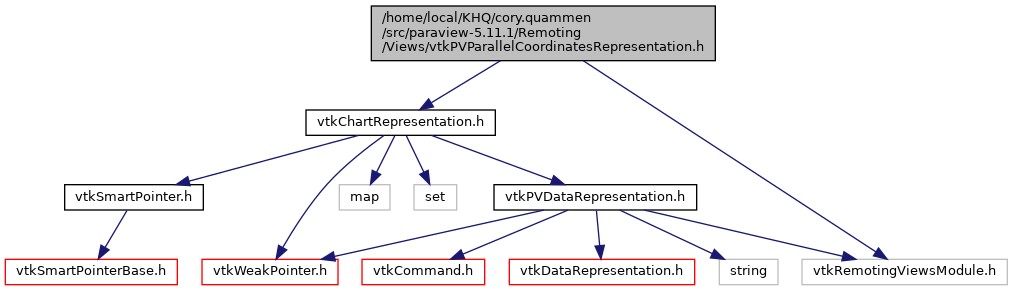 /home/local/KHQ/cory.quammen
/src/paraview-5.11.1/Remoting
/Views/vtkPVParallelCoordinatesRepresentation.h
vtkChartRepresentation.h
vtkSmartPointer.h
map
set
vtkPVDataRepresentation.h
vtkSmartPointerBase.h
vtkWeakPointer.h
vtkCommand.h
vtkDataRepresentation.h
string
vtkRemotingViewsModule.h